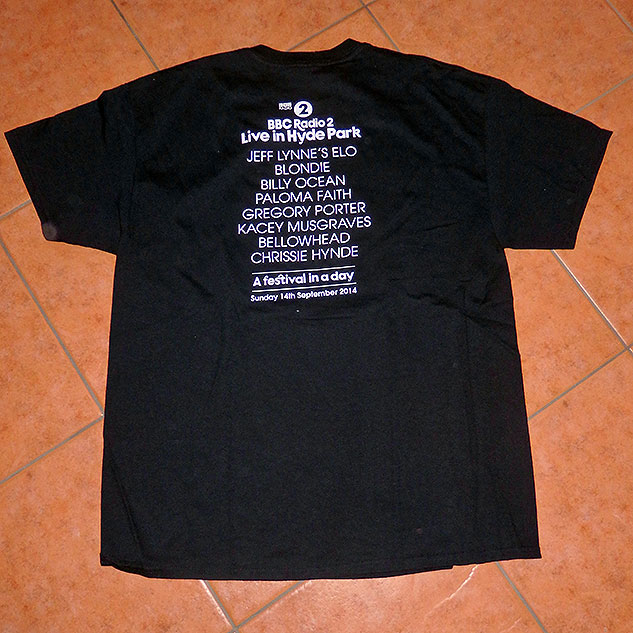 2
BBC Radio 2
Live in Hyde Park
JEFF LYNNE'S ELO
BLONDIE
BILLY OCEAN
PALOMA FAITH
GREGORY PORTER
KACEY MUSGRAVES
BELLOWHEAD
CHRISSIE HYNDE
A festival in a day
Sunday 14th September 2014